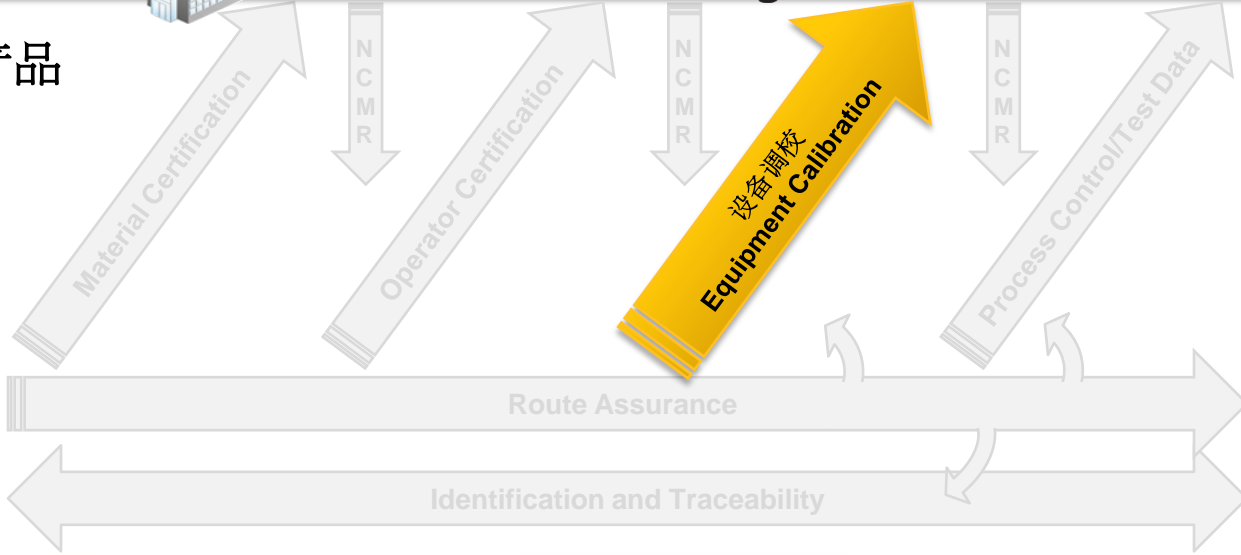 品
Material Certification
N
C
M
R
Operator Certification
N
C
M
R
设备调校
Equipment Calibration
N
C
M
R
Process Control/Test Data
Route Assurance
Identification and Traceability